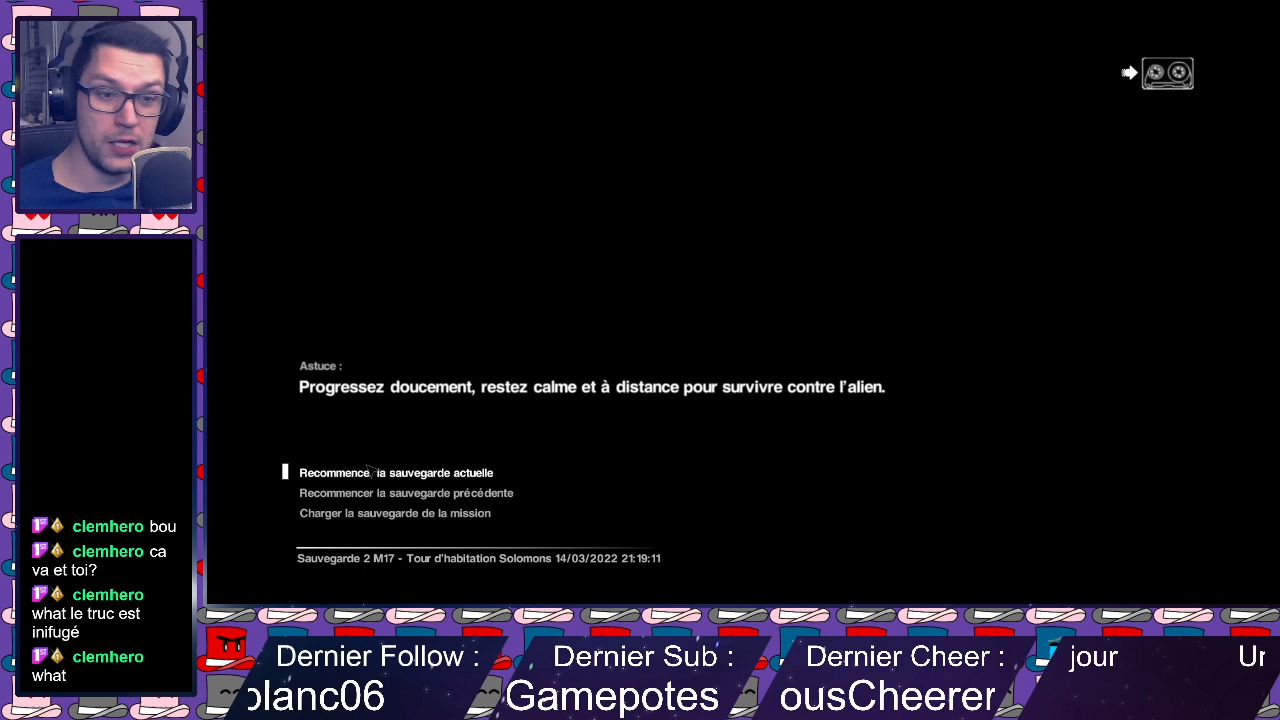 Astuce :
Progressez doucement, restez calme et à distance pour survivre contre l'alien.
Recommencer la sauvegarde actuelle
Recommencer la sauvegarde précédente
Charger la sauvegarde de la mission
Sauvegarde 2 M17 - Tour d'habitation Solomons 14/03/2022 21:19:11
clemhero bou
clemhero ca
va et toi?
clemhero
what le truc est
inifugé
clemhero
what
Dernier Follow :
blanc06
Dernier Sub :
Gamepotes
Dernier Cheer :
ousCheerer
jour
Un